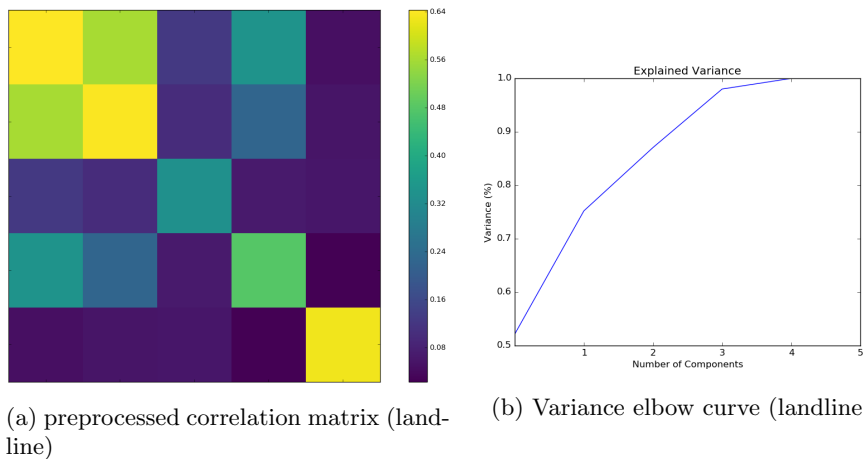 0.64
0.56
0.48
0.40
0.32
0.24
0.16
0.08
(a) preprocessed correlation matrix (land-
line)
Explained Variance
1.0
0.9
0.8
0.7
0.6
0.5
Variance (%)
1 2 3 4 5
Number of Components
(b) Variance elbow curve (landline